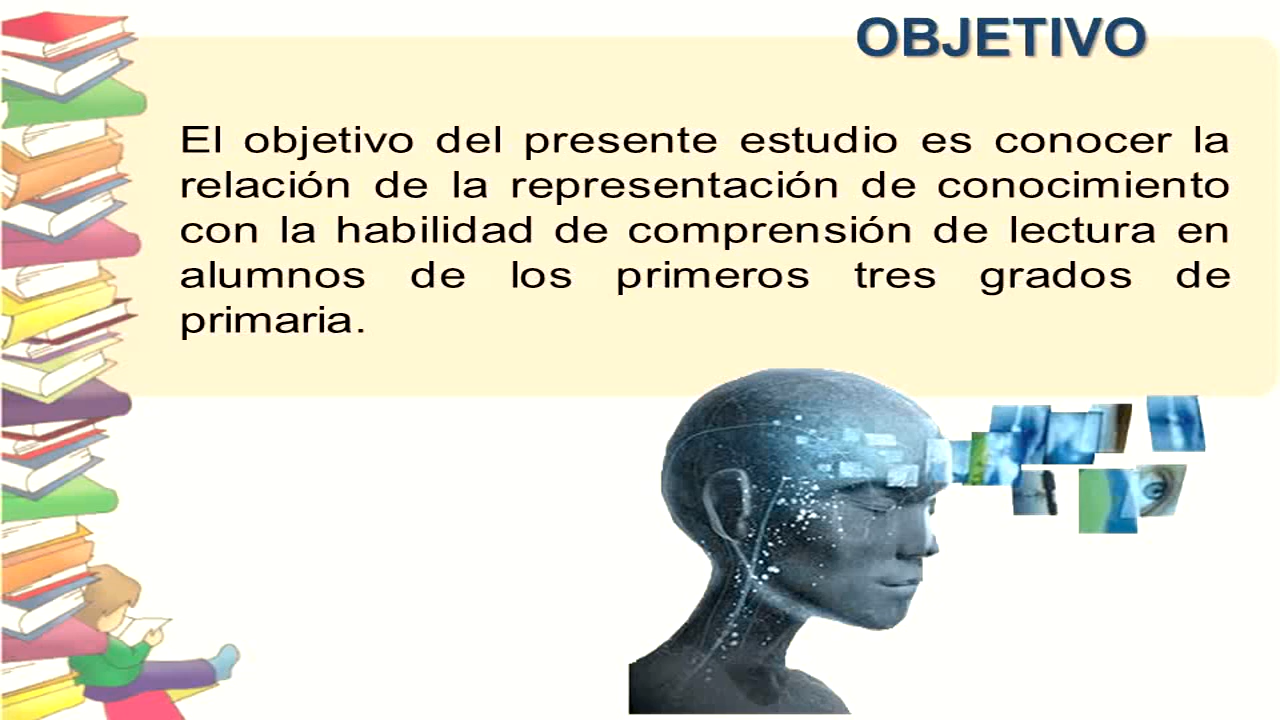 OBJETIVO
El objetivo del presente estudio es conocer la
relación de la representación de conocimiento
con la habilidad de comprensión de lectura en
alumnos de los primeros tres grados de
primaria.